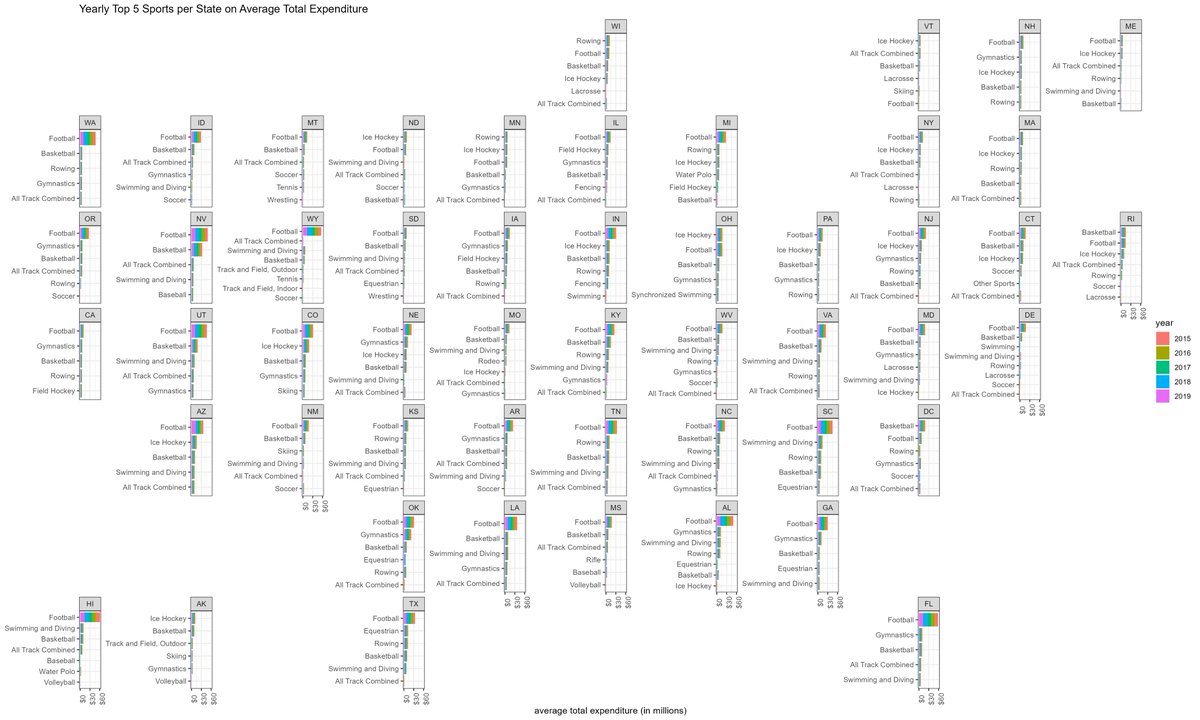 Yearly Top 5 Sports per State on Average Total Expenditure
WI
Rowing
Football
Basketball
Ice Hockey
Lacrosse
All Track Combined
VT
Ice Hockey
All Track Combined
Basketball
Lacrosse
Skiing
Football
NH
Football
Gymnastics
Ice Hockey
Basketball
Rowing
ME
Football
Ice Hockey
All Track Combined
Rowing
Swimming and Diving
Basketball
WA
Football
Basketball
Rowing
Gymnastics
All Track Combined
ID
Football
Basketball
All Track Combined
Gymnastics
Swimming and Diving
Soccer
MT
Football
Basketball
All Track Combined
Soccer
Tennis
Wrestling
ND
Ice Hockey
Football
Swimming and Diving
All Track Combined
Soccer
Basketball
MN
Rowing
Ice Hockey
Football
Basketball
Gymnastics
All Track Combined
IL
Football
Field Hockey
Gymnastics
Basketball
Fencing
All Track Combined
MI
Football
Rowing
Ice Hockey
Water Polo
Field Hockey
Basketball
NY
Football
Ice Hockey
Basketball
All Track Combined
Lacrosse
Rowing
MA
Football
Ice Hockey
Rowing
Basketball
All Track Combined
OR
Football
Gymnastics
Basketball
All Track Combined
Rowing
Soccer
NV
Football
Basketball
All Track Combined
Swimming and Diving
Baseball
WY
Football
All Track Combined
Swimming and Diving
Basketball
Track and Field, Outdoor
Tennis
Track and Field, Indoor
Soccer
SD
Football
Basketball
Swimming and Diving
All Track Combined
Equestrian
Wrestling
IA
Football
Gymnastics
Field Hockey
Basketball
Rowing
All Track Combined
IN
Football
Ice Hockey
Basketball
Rowing
Fencing
Swimming
OH
Ice Hockey
Football
Basketball
Gymnastics
Synchronized Swimming
PA
Football
Ice Hockey
Basketball
Gymnastics
Rowing
NJ
Football
Ice Hockey
Gymnastics
Rowing
Basketball
All Track Combined
CT
Football
Basketball
Ice Hockey
Soccer
Other Sports
All Track Combined
RI
Basketball
Football
Ice Hockey
All Track Combined
Rowing
Soccer
Lacrosse
$0 $30 $60
CA
Football
Gymnastics
Basketball
Rowing
Field Hockey
UT
Football
Basketball
Swimming and Diving
All Track Combined
Gymnastics
CO
Football
Ice Hockey
Basketball
Gymnastics
Skiing
NE
Football
Gymnastics
Ice Hockey
Basketball
Swimming and Diving
All Track Combined
MO
Football
Basketball
Swimming and Diving
Rodeo
Ice Hockey
All Track Combined
Gymnastics
KY
Football
Basketball
Rowing
Swimming and Diving
Gymnastics
All Track Combined
WV
Football
Basketball
Swimming and Diving
Rowing
Gymnastics
Soccer
All Track Combined
VA
Football
Basketball
Swimming and Diving
Rowing
All Track Combined
MD
Football
Basketball
Gymnastics
Lacrosse
Swimming and Diving
Ice Hockey
DE
Football
Basketball
Swimming
Swimming and Diving
Rowing
Lacrosse
Soccer
All Track Combined
$0 $30 $60
year
2015
2016
2017
2018
2019
AZ
Football
Ice Hockey
Basketball
Swimming and Diving
All Track Combined
NM
Football
Basketball
Skiing
Swimming and Diving
All Track Combined
Soccer
$0 $30 $60
KS
Football
Rowing
Basketball
Swimming and Diving
All Track Combined
Equestrian
AR
Football
Gymnastics
Basketball
All Track Combined
Swimming and Diving
Soccer
TN
Football
Rowing
Basketball
Swimming and Diving
All Track Combined
NC
Football
Basketball
Rowing
Swimming and Diving
All Track Combined
Gymnastics
SC
Football
Swimming and Diving
Rowing
Basketball
Equestrian
DC
Basketball
Football
Rowing
Gymnastics
Soccer
All Track Combined
OK
Football
Gymnastics
Basketball
Equestrian
Rowing
All Track Combined
LA
Football
Basketball
Swimming and Diving
Gymnastics
All Track Combined
$0 $30 $60
MS
Football
Basketball
All Track Combined
Rifle
Baseball
Volleyball
$0 $30 $60
AL
Football
Gymnastics
Swimming and Diving
Rowing
Equestrian
Basketball
Ice Hockey
$0 $30 $60
GA
Football
Gymnastics
Basketball
Equestrian
Swimming and Diving
HI
Football
Swimming and Diving
Basketball
All Track Combined
Baseball
Water Polo
Volleyball
$0 $30 $60
AK
Ice Hockey
Basketball
Track and Field, Outdoor
Skiing
Gymnastics
Volleyball
$0 $30 $60
TX
Football
Equestrian
Rowing
Basketball
Swimming and Diving
All Track Combined
$0 $30 $60
FL
Football
Gymnastics
Basketball
All Track Combined
Swimming and Diving
$0 $30 $60
average total expenditure (in millions)